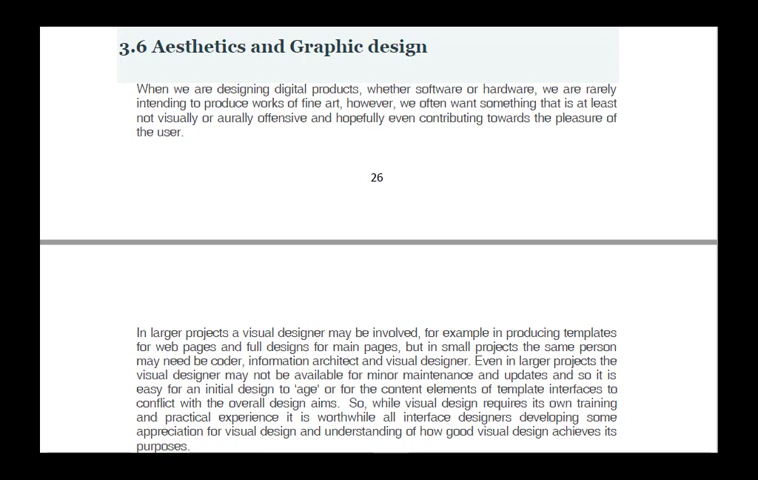 3.6 Aesthetics and Graphic design
When we are designing digital products, whether software or hardware, we are rarely
intending to produce works of fine art, however, we often want something that is at least
not visually or aurally offensive and hopefully even contributing towards the pleasure of
the user.
26
In larger projects a visual designer may be involved, for example in producing templates
for web pages and full designs for main pages, but in small projects the same person
may need be coder, information architect and visual designer. Even in larger projects the
visual designer may not be available for minor maintenance and updates and so it is
easy for an initial design to 'age' or for the content elements of template interfaces to
conflict with the overall design aims. So, while visual design requires its own training
and practical experience it is worthwhile all interface designers developing some
appreciation for visual design and understanding of how good visual design achieves its
purposes.